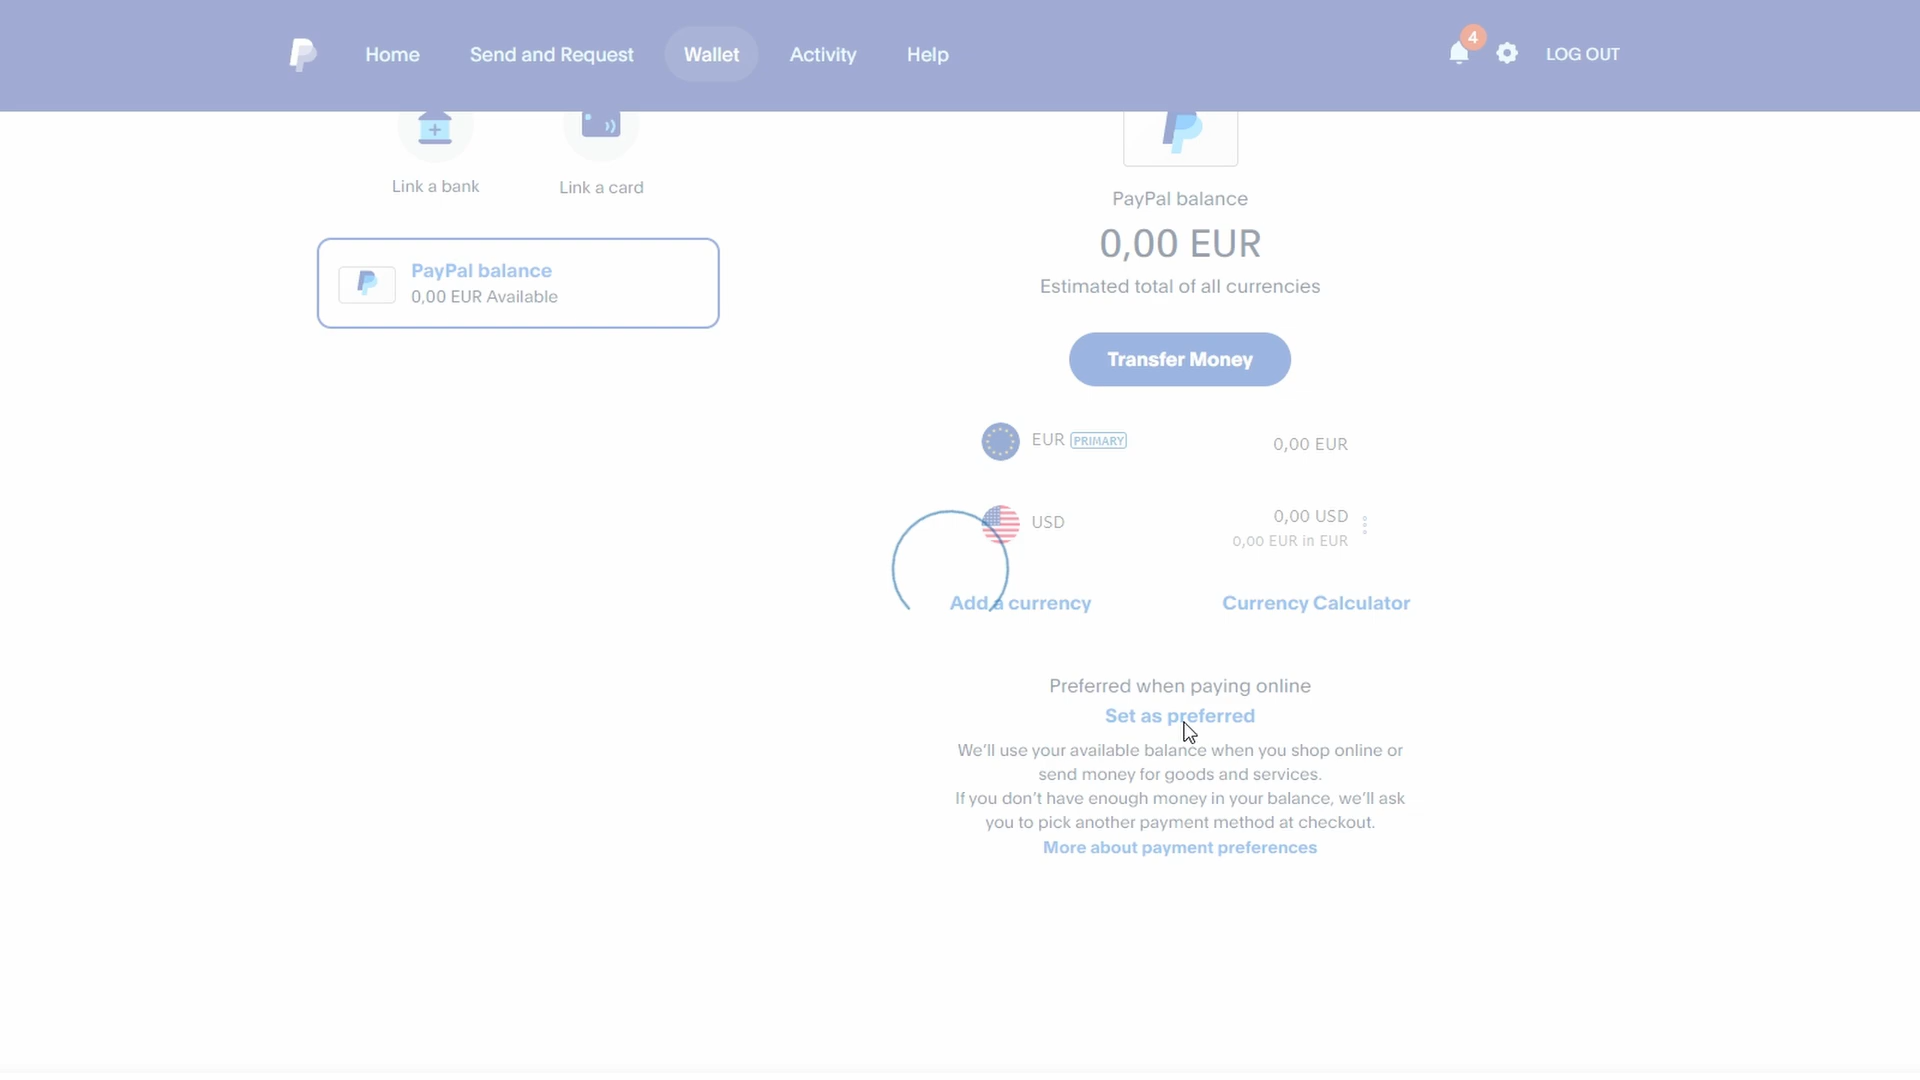 Home
Send and Request
Wallet
Activity
Help
4
LOG OUT
Link a bank
Link a card
PayPal balance
0,00 EUR Available
PayPal balance
0,00 EUR
Estimated total of all currencies
Transfer Money
EUR PRIMARY
0,00 EUR
USD
0,00 USD
0,00 EUR in EUR
Add a currency
Currency Calculator
Preferred when paying online
Set as preferred
We’ll use your available balance when you shop online or
send money for goods and services.
If you don’t have enough money in your balance, we’ll ask
you to pick another payment method at checkout.
More about payment preferences